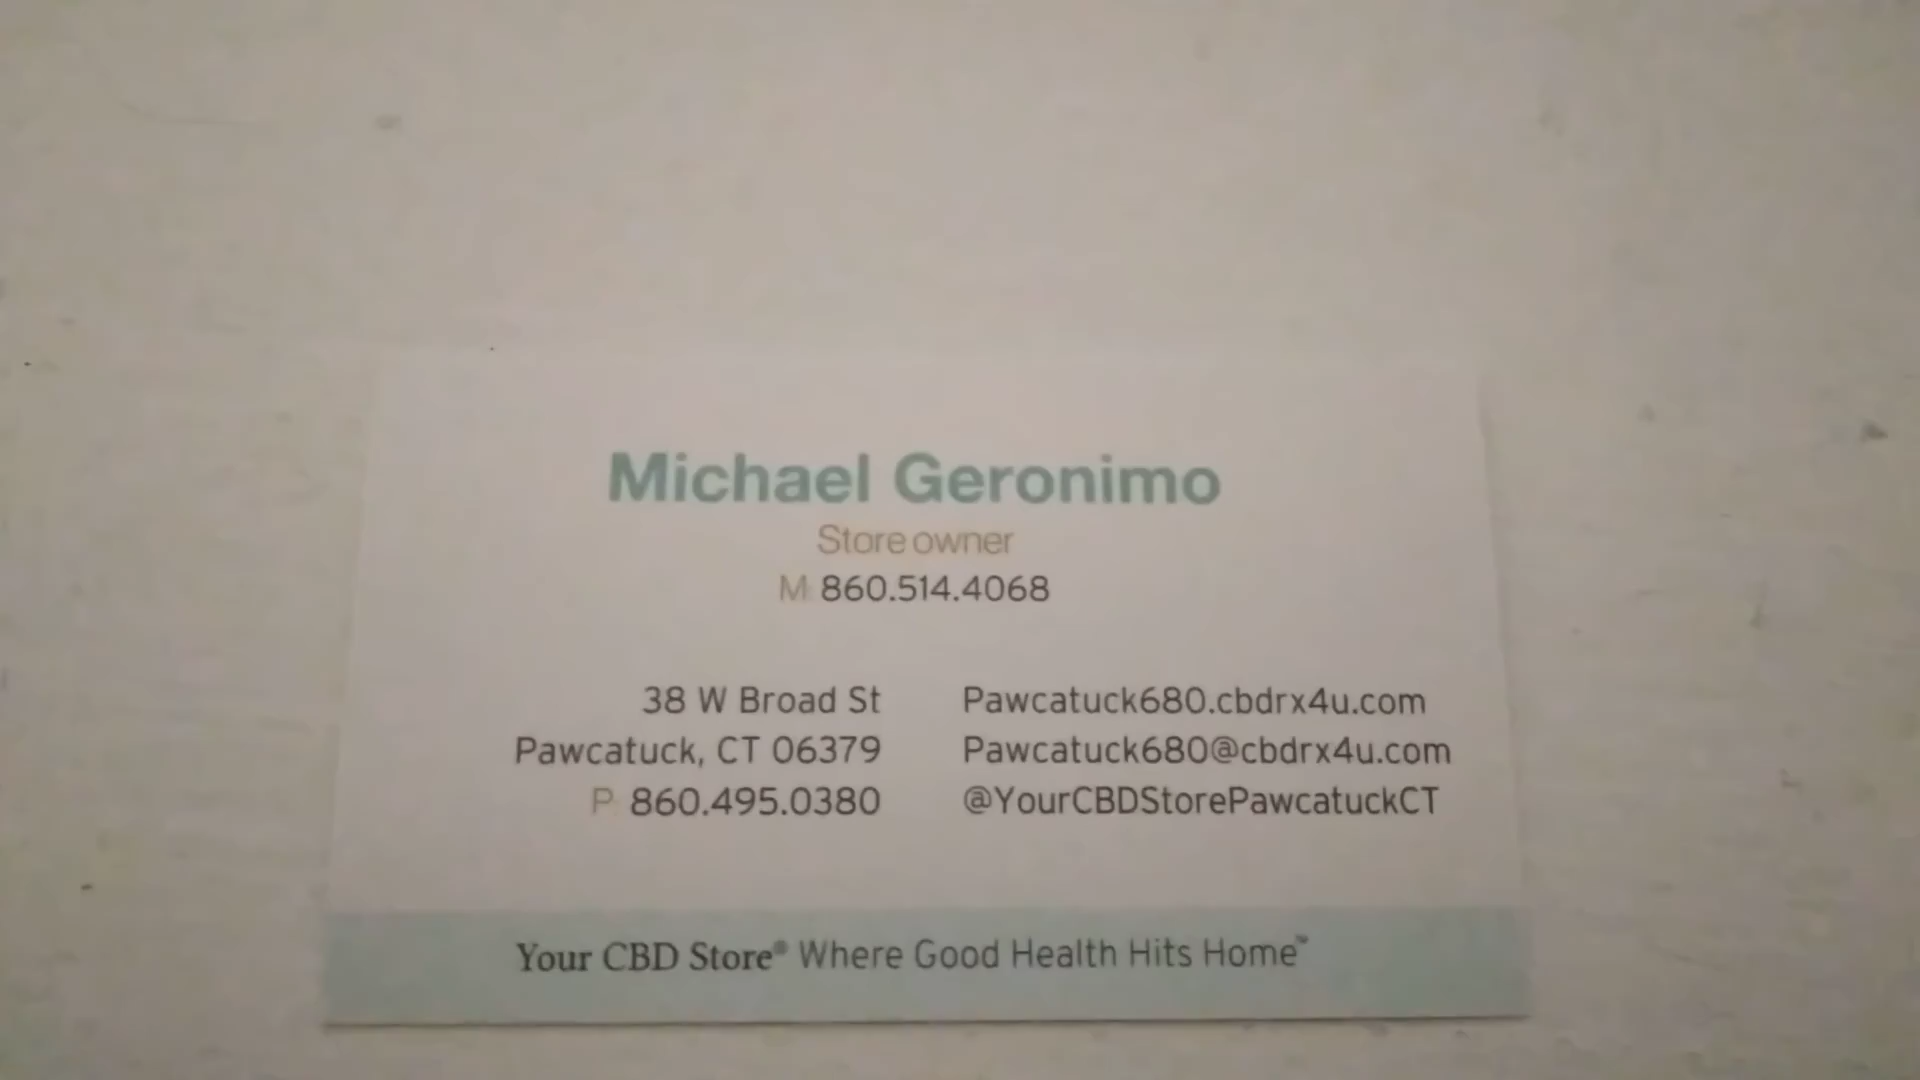 Michael Geronimo
Store owner
M 860.514.4068
38 W Broad St
Pawcatuck, CT 06379
P 860.495.0380
Pawcatuck680.cbdrx4u.com
Pawcatuck680@cbdrx4u.com
@YourCBDStorePawcatuckCT
Your CBD Store® Where Good Health Hits Home™